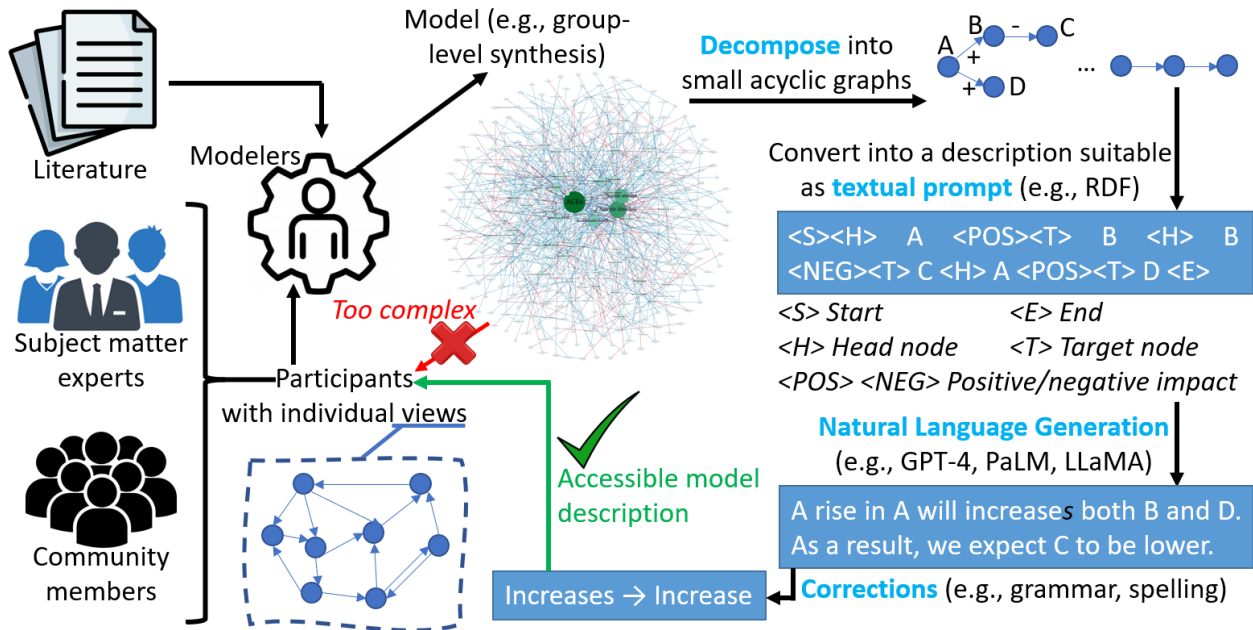 Literature
Modelers
Subject matter
experts
Community
members
Participants
with individual views
Model (e.g., group-
level synthesis)
ACEs
Too complex
Decompose into
small acyclic graphs
A
B
-
C
+
+
D
...
Convert into a description suitable
as textual prompt (e.g., RDF)
<S><H> A <POS><T> B <H> B
<NEG><T> C <H> A <POS><T> D <E>
<S> Start <E> End
<H> Head node <T> Target node
<POS> <NEG> Positive/negative impact
Natural Language Generation
(e.g., GPT-4, PaLM, LLaMA)
A rise in A will increases both B and D.
As a result, we expect C to be lower.
Corrections (e.g., grammar, spelling)
Increases → Increase
Accessible model
description